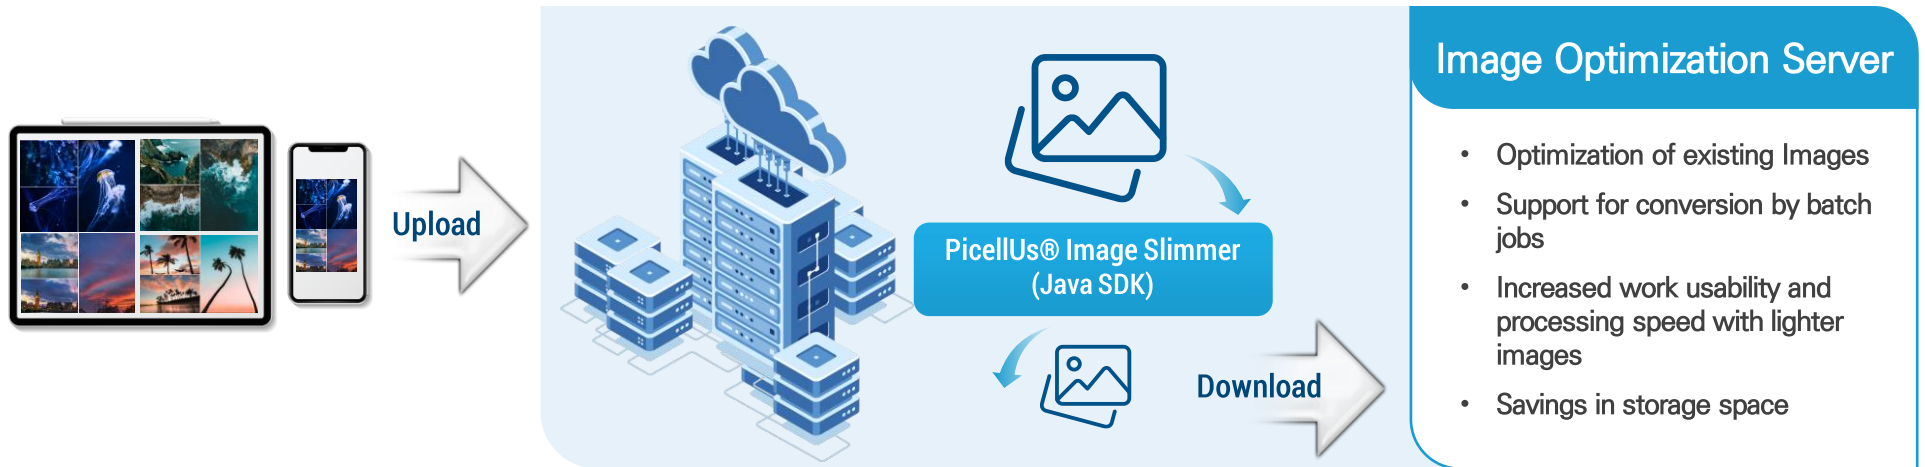 Upload
PicellUs® Image Slimmer
(Java SDK)
Download
Image Optimization Server
• Optimization of existing Images
• Support for conversion by batch
jobs
• Increased work usability and
processing speed with lighter
images
• Savings in storage space